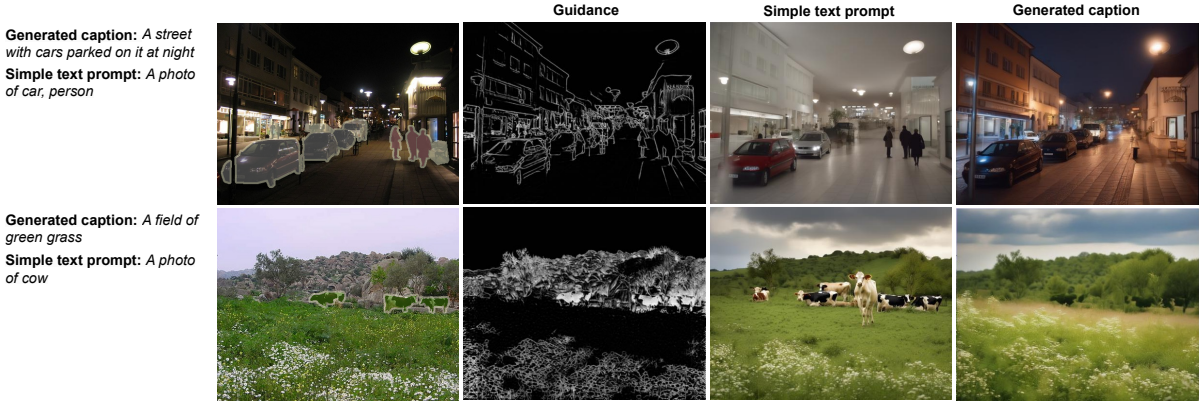 Guidance
Simple text prompt
Generated caption
Generated caption: A street
with cars parked on it at night
Simple text prompt: A photo
of car, person
Generated caption: A field of
green grass
Simple text prompt: A photo
of cow